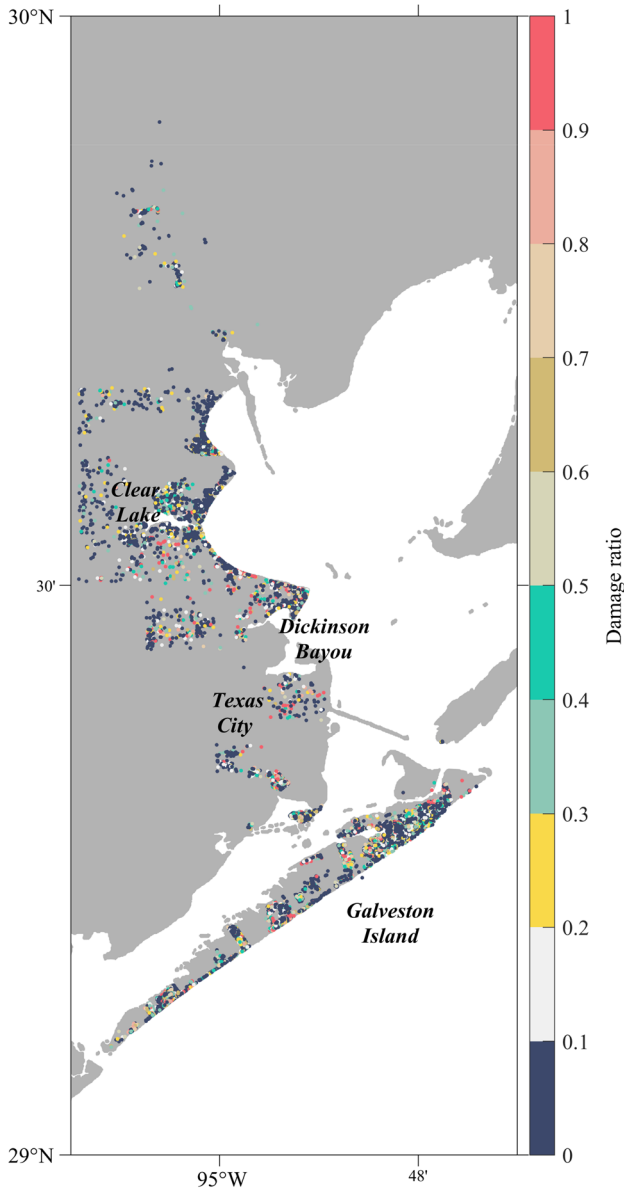 30°N
1
0.9
0.8
0.7
0.6
Clear
Lake
30'
0.5
Damage ratio
Dickinson
Bayou
Texas
City
0.4
0.3
0.2
Galveston
Island
0.1
29°N
0
95°W
48'